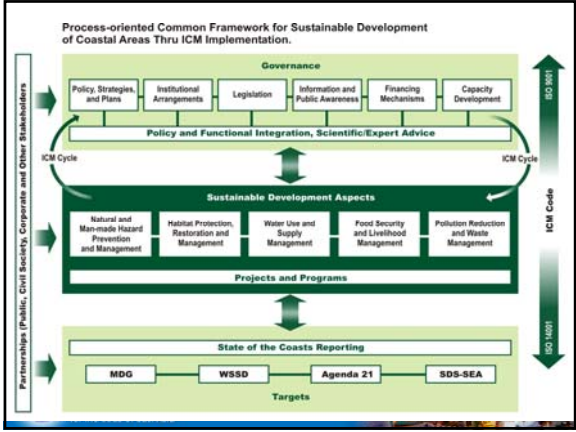 Process-oriented Common Framework for Sustainable Development
of Coastal Areas Thru ICM Implementation.
Partnerships (Public, Civil Society, Corporate and Other Stakeholders
Governance
Policy, Strategies,
and Plans
Institutional
Arrangements
Legislation
Information and
Public Awareness
Financing
Mechanisms
Capacity
Development
Policy and Functional Integration, Scientific/Expert Advice
ICM Cycle
ICM Cycle
Sustainable Development Aspects
Natural and
Man-made Hazard
Prevention
and Management
Habitat Protection,
Restoration and
Management
Water Use and
Supply
Management
Food Security
and Livelihood
Management
Pollution Reduction
and Waste
Management
Projects and Programs
State of the Coasts Reporting
MDG
WSSD
Agenda 21
SDS-SEA
Targets
ISO 9001
ICM Code
ISO 14001